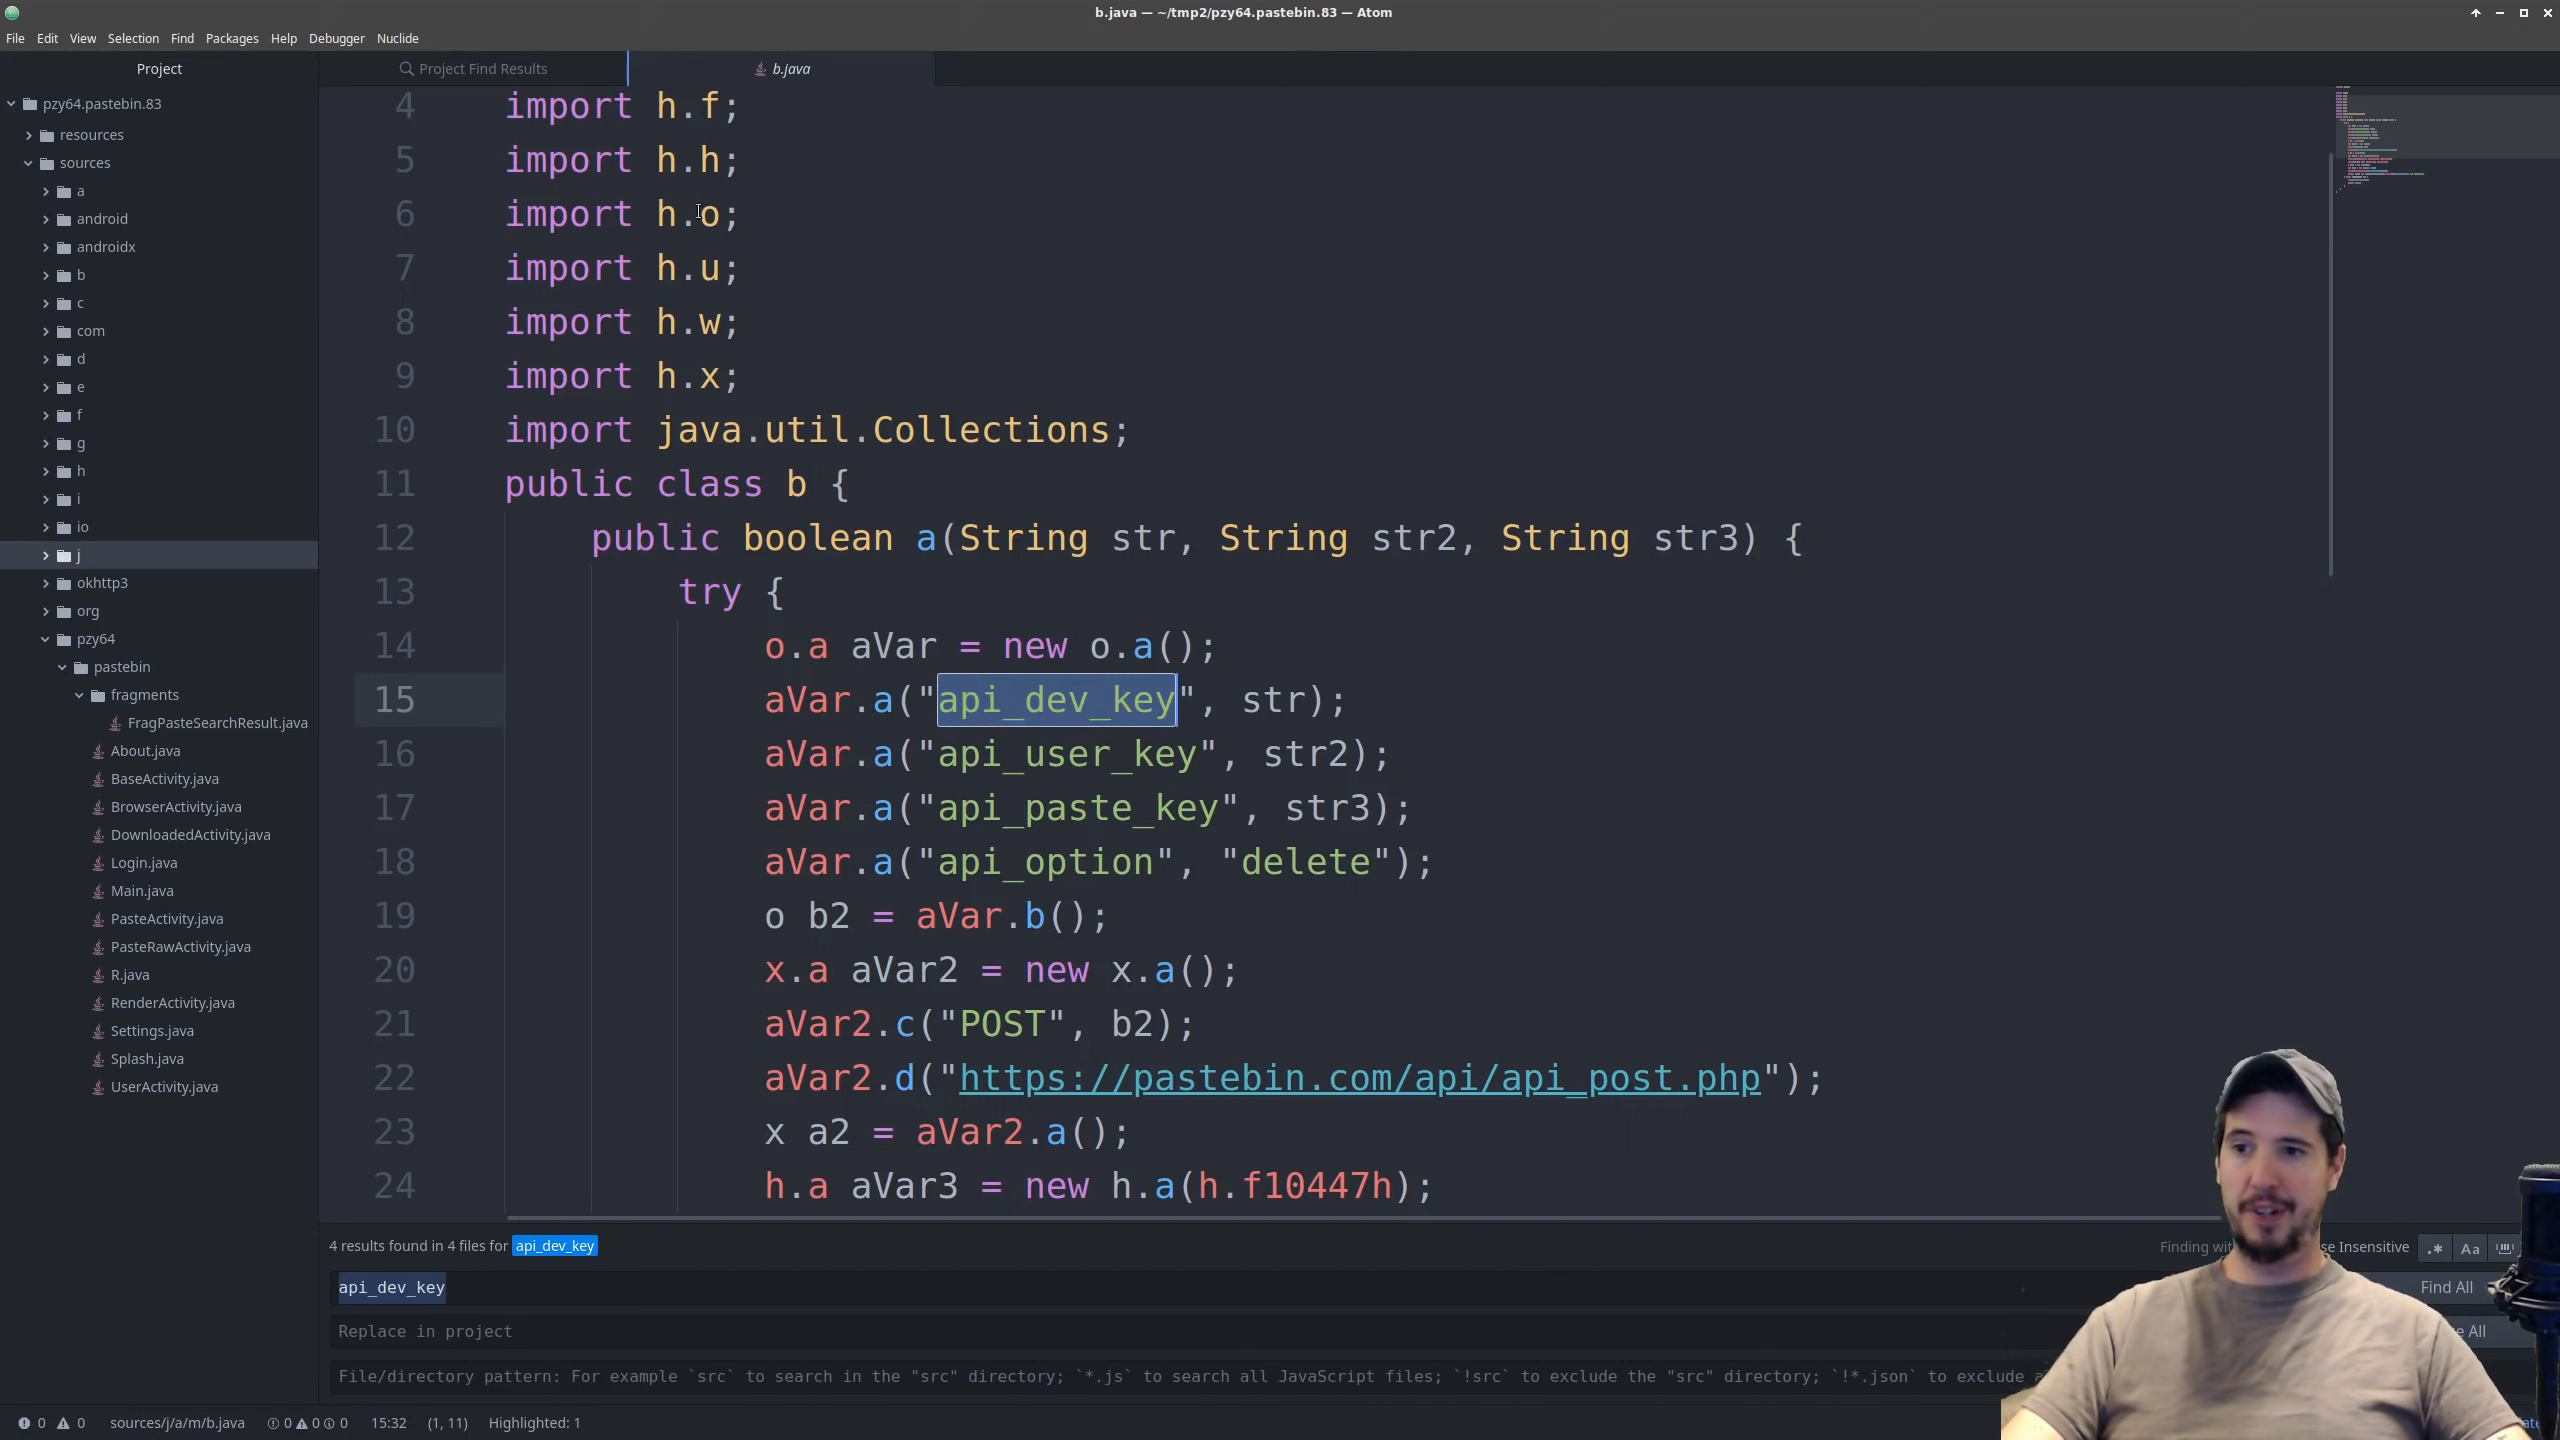 b.java — ~/tmp2/pzy64.pastebin.83 — Atom
File Edit View Selection Find Packages Help Debugger Nuclide
Project
Project Find Results
b.java
pzy64.pastebin.83
resources
sources
a
android
androidx
b
c
com
d
e
f
g
h
i
io
j
okhttp3
org
pzy64
pastebin
fragments
FragPasteSearchResult.java
About.java
BaseActivity.java
BrowserActivity.java
DownloadedActivity.java
Login.java
Main.java
PasteActivity.java
PasteRawActivity.java
R.java
RenderActivity.java
Settings.java
Splash.java
UserActivity.java
4 import h.f;
5 import h.h;
6 import h.o;
7 import h.u;
8 import h.w;
9 import h.x;
10 import java.util.Collections;
11 public class b {
12 public boolean a(String str, String str2, String str3) {
13 try {
14 o.a aVar = new o.a();
15 aVar.a("api_dev_key", str);
16 aVar.a("api_user_key", str2);
17 aVar.a("api_paste_key", str3);
18 aVar.a("api_option", "delete");
19 o b2 = aVar.b();
20 x.a aVar2 = new x.a();
21 aVar2.c("POST", b2);
22 aVar2.d("https://pastebin.com/api/api_post.php");
23 x a2 = aVar2.a();
24 h.a aVar3 = new h.a(h.f10447h);
4 results found in 4 files for api_dev_key
Finding Insensitive .* Aa
api_dev_key
Find All
Replace in project
All
File/directory pattern: For example `src` to search in the "src" directory; `*.js` to search all JavaScript files; `!src` to exclude the "src" directory; `!*.json` to exclude
0 0 sources/j/a/m/b.java 0 0 0 15:32 (1, 11) Highlighted: 1